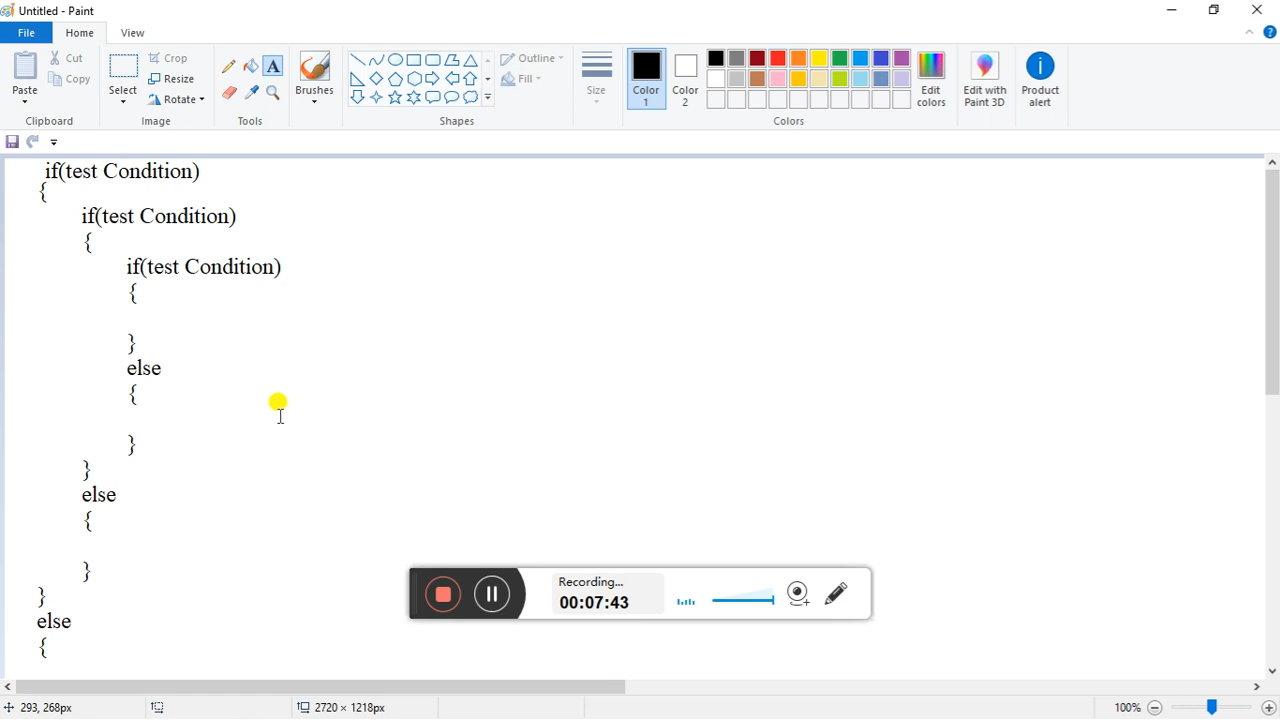 Untitled - Paint
File Home View
Paste Cut Copy
Clipboard
Select Crop Resize Rotate
Image
A
Tools
Brushes
Outline Fill
Shapes
Size
Color 1
Color 2
Edit colors
Colors
Edit with Paint 3D
Product alert
if(test Condition)
{
if(test Condition)
{
if(test Condition)
{
}
else
{
}
}
else
{
}
}
else
{
Recording...
00:07:43
293, 268px
2720 × 1218px
100%